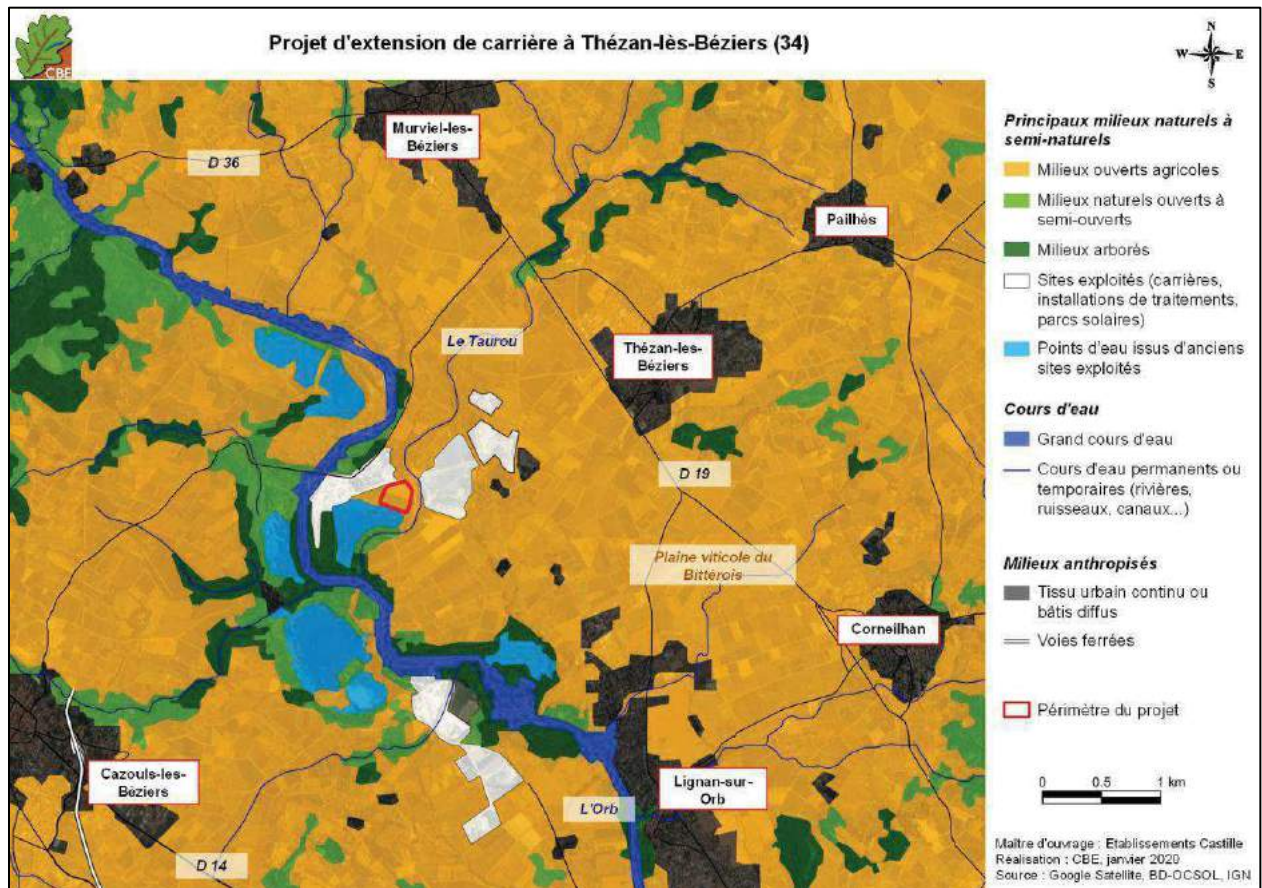 CBE
Projet d'extension de carrière à Thézan-lès-Béziers (34)
N
W
E
S
Murviel-les-
Béziers
D 36
Pailhès
Le Taurou
Thézan-les-
Béziers
D 19
Plaine viticole du
Bittérois
Corneilhan
Cazouls-les-
Béziers
Lignan-sur-
Orb
L'Orb
D 14
Principaux milieux naturels à
semi-naturels
Milieux ouverts agricoles
Milieux naturels ouverts à
semi-ouverts
Milieux arborés
Sites exploités (carrières,
installations de traitements,
parcs solaires)
Points d'eau issus d'anciens
sites exploités
Cours d'eau
Grand cours d'eau
Cours d'eau permanents ou
temporaires (rivières,
ruisseaux, canaux...)
Milieux anthropisés
Tissu urbain continu ou
bâtis diffus
Voies ferrées
Périmètre du projet
0 0.5 1 km
Maître d'ouvrage : Etablissements Castille
Réalisation : CBE, janvier 2020
Source : Google Satellite, BD-OCSOL, IGN